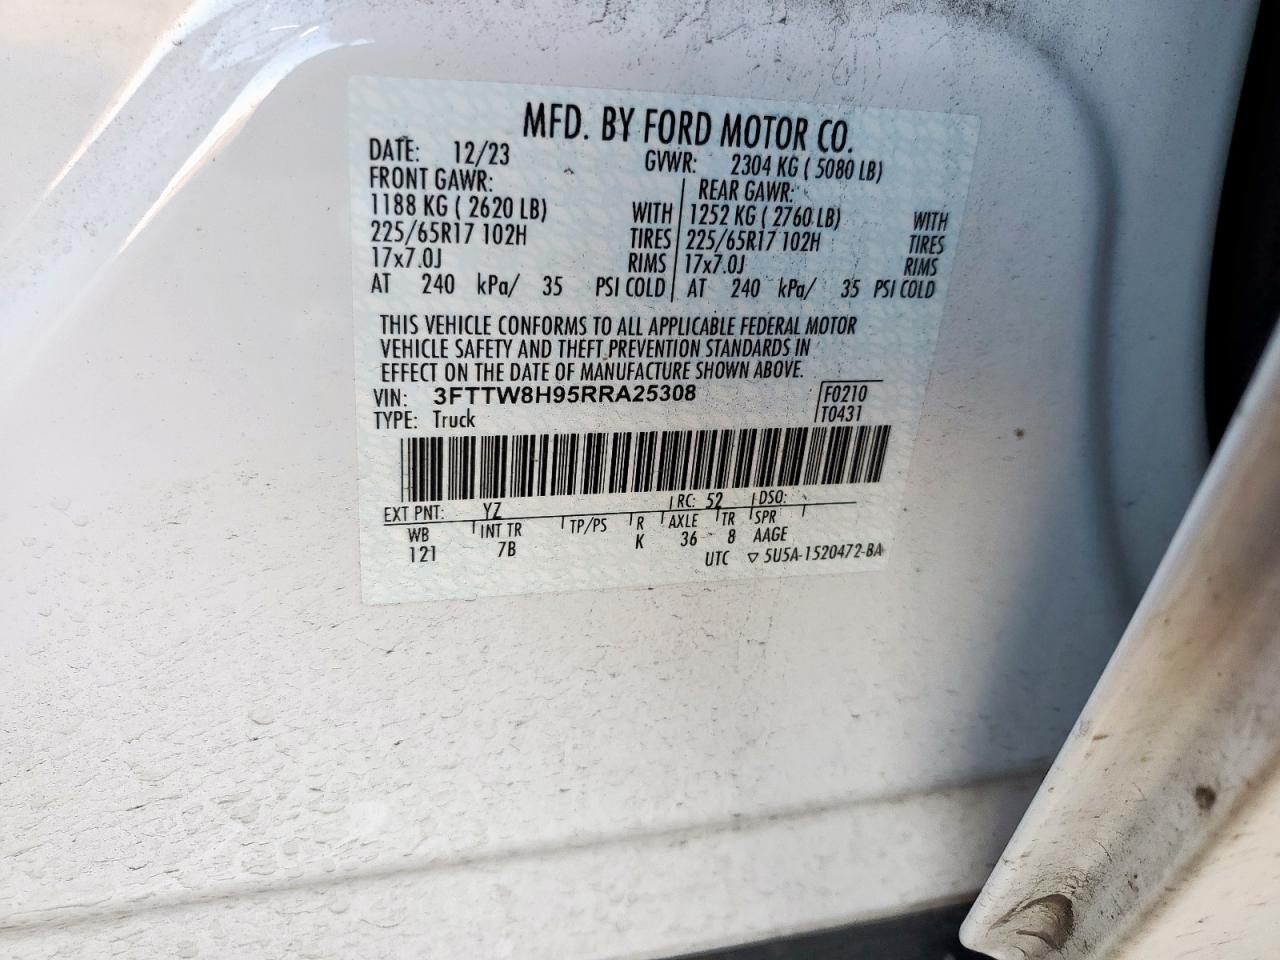 MFD. BY FORD MOTOR CO.
DATE: 12/23 GVWR: 2304 KG ( 5080 LB)
FRONT GAWR: REAR GAWR:
1188 KG ( 2620 LB) WITH 1252 KG ( 2760 LB) WITH
225/65R17 102H TIRES 225/65R17 102H TIRES
17x7.0J RIMS 17x7.0J RIMS
AT 240 kPa/ 35 PSI COLD AT 240 kPa/ 35 PSI COLD
THIS VEHICLE CONFORMS TO ALL APPLICABLE FEDERAL MOTOR
VEHICLE SAFETY AND THEFT PREVENTION STANDARDS IN
EFFECT ON THE DATE OF MANUFACTURE SHOWN ABOVE.
VIN: 3FTTW8H95RRA25308 F0210
TYPE: Truck T0431
EXT PNT: YZ RC: 52 DSO:
WB INT TR TP/PS R AXLE TR SPR
121 7B K 36 8 AAGE
UTC ▽ 5U5A-1520472-BA